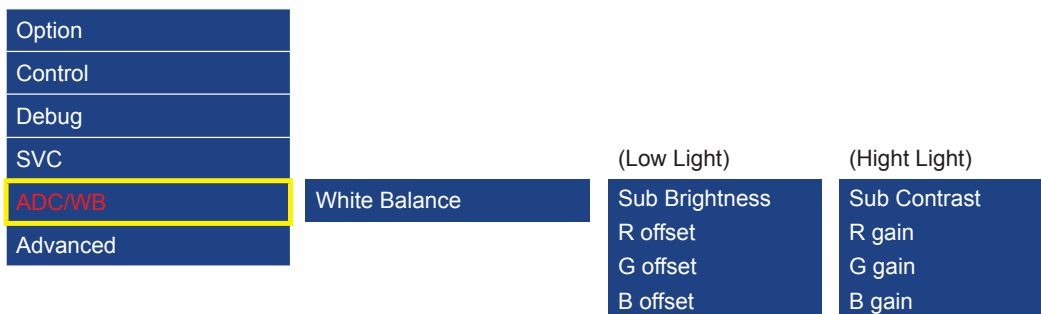 Option
Control
Debug
SVC
ADC/WB
Advanced
White Balance
(Low Light)
Sub Brightness
R offset
G offset
B offset
(Hight Light)
Sub Contrast
R gain
G gain
B gain